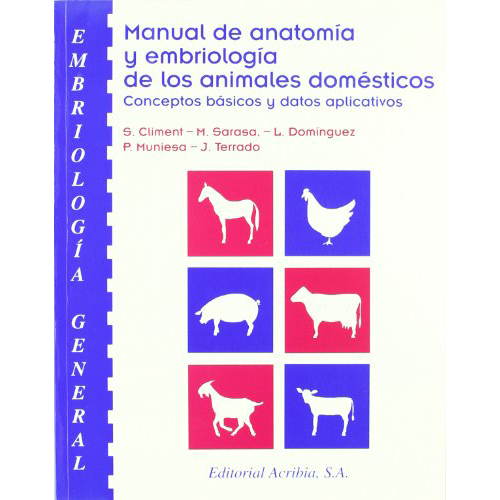 EMBRIOLOGÍA GENERAL
Manual de anatomía
y embriología
de los animales domésticos
Conceptos básicos y datos aplicativos
S. Climent – M. Sarasa, – L. Dominguez
P. Muniesa – J. Terrado
Editorial Acribia, S.A.